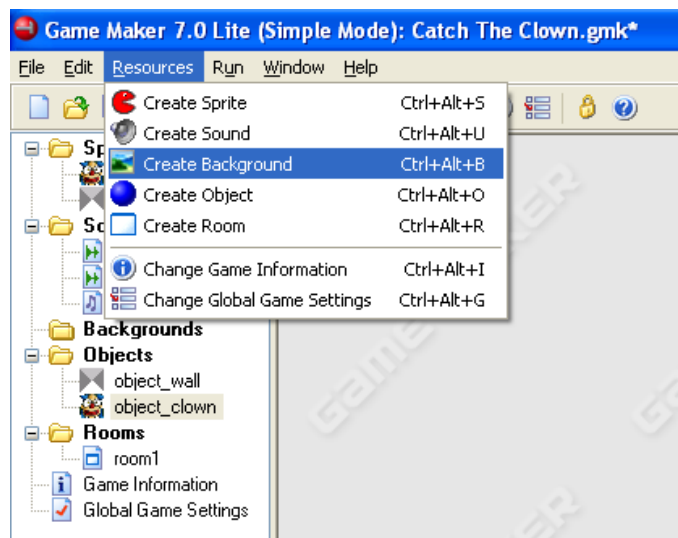 Game Maker 7.0 Lite (Simple Mode): Catch The Clown.gmk*
File Edit Resources Run Window Help
Create Sprite Ctrl+Alt+S
Create Sound Ctrl+Alt+U
Create Background Ctrl+Alt+B
Create Object Ctrl+Alt+O
Create Room Ctrl+Alt+R
Change Game Information Ctrl+Alt+I
Change Global Game Settings Ctrl+Alt+G
Backgrounds
Objects
object_wall
object_clown
Rooms
room1
Game Information
Global Game Settings